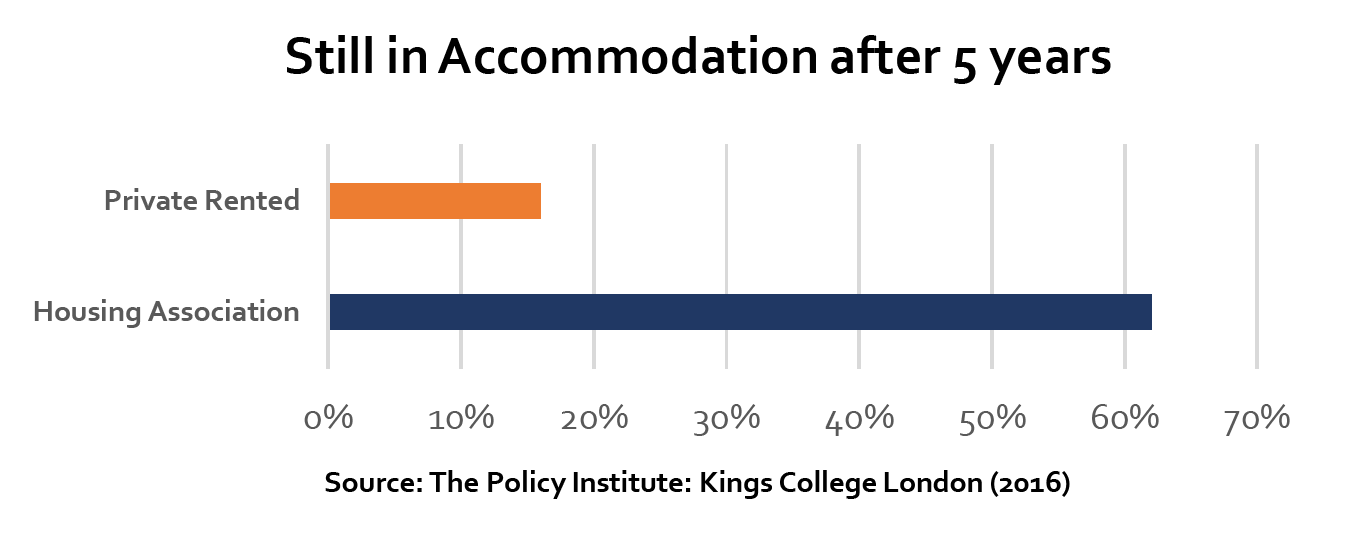 Still in Accommodation after 5 years
Private Rented
Housing Association
0% 10% 20% 30% 40% 50% 60% 70%
Source: The Policy Institute: Kings College London (2016)